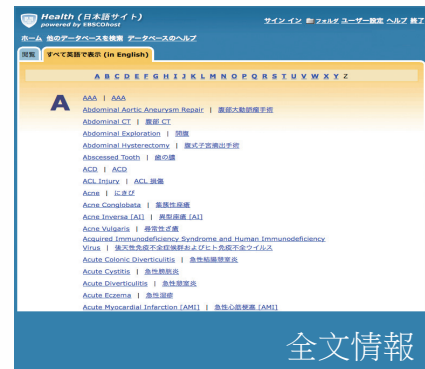 Health (日本語サイト)
powered by EBSCOhost
サインイン フォルダ ユーザー設定 ヘルプ 終了
ホーム 他のデータベースを検索 データベースのヘルプ
閲覧 すべて英語で表示 (in English)
A B C D E F G H I J K L M N O P Q R S T U V W X Y Z
A
AAA | AAA
Abdominal Aortic Aneurysm Repair | 腹部大動脈瘤手術
Abdominal CT | 腹部 CT
Abdominal Exploration | 開腹
Abdominal Hysterectomy | 腹式子宮摘出手術
Abscessed Tooth | 歯の膿
ACD | ACD
ACL Injury | ACL 損傷
Acne | にきび
Acne Conglobata | 集簇性痤瘡
Acne Inversa [AI] | 異型痤瘡 [AI]
Acne Vulgaris | 尋常性ざ瘡
Acquired Immunodeficiency Syndrome and Human Immunodeficiency
Virus | 後天性免疫不全症候群およびヒト免疫不全ウイルス
Acute Colonic Diverticulitis | 急性結腸憩室炎
Acute Cystitis | 急性膀胱炎
Acute Diverticulitis | 急性憩室炎
Acute Eczema | 急性湿疹
Acute Myocardial Infarction [AMI] | 急性心筋梗塞 [AMI]
全文情報